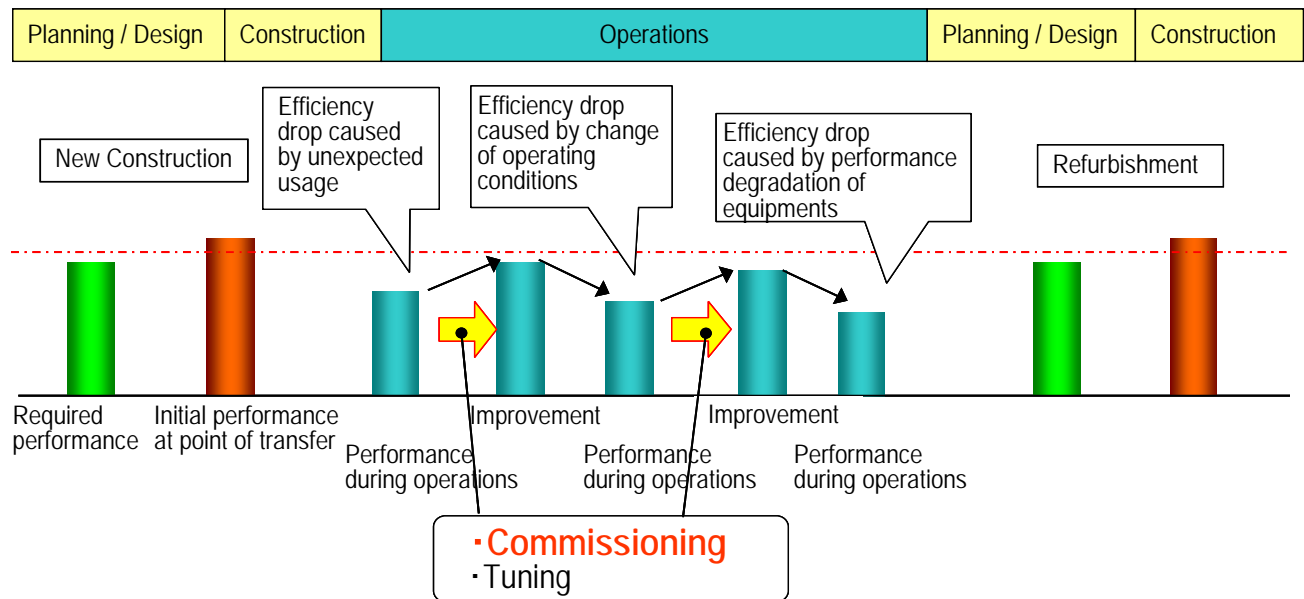 Planning / Design
Construction
Operations
Planning / Design
Construction
New Construction
Efficiency
drop caused
by unexpected
usage
Efficiency drop
caused by change
of operating
conditions
Efficiency drop
caused by performance
degradation of
equipments
Refurbishment
Required
performance
Initial performance
at point of transfer
Performance
during operations
Improvement
Performance
during operations
Improvement
Performance
during operations
・Commissioning
・Tuning